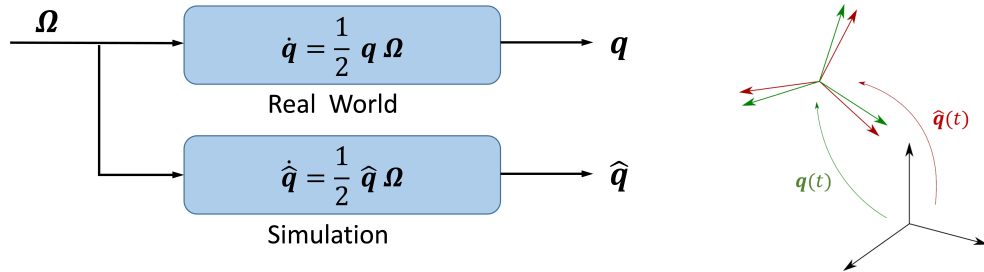 Ω
q̇ = 1/2 q Ω
q
Real World
q̂̇ = 1/2 q̂ Ω
q̂
Simulation
q̂(t)
q(t)